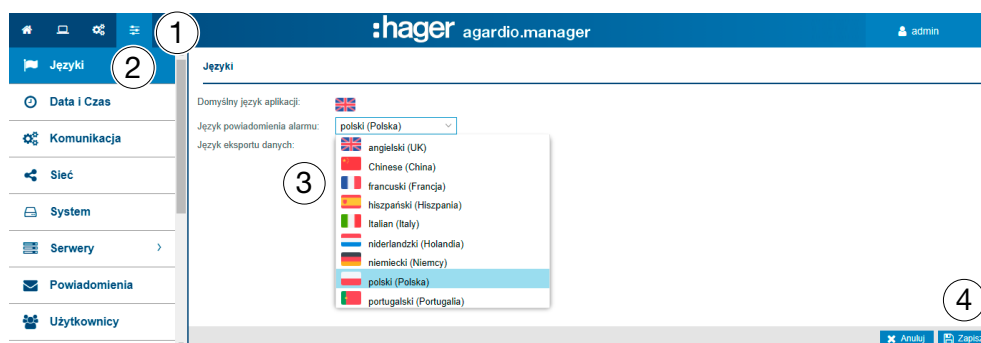 1
:hager agardio.manager
admin
Języki
2
Języki
Data i Czas
Domyślny język aplikacji:
Komunikacja
Język powiadomienia alarmu:
polski (Polska)
Język eksportu danych:
angielski (UK)
Chinese (China)
Sieć
3
francuski (Francja)
hiszpański (Hiszpania)
System
Italian (Italy)
niderlandzki (Holandia)
Serwery
niemiecki (Niemcy)
polski (Polska)
Powiadomienia
portugalski (Portugalia)
4
Użytkownicy
Anuluj
Zapisz